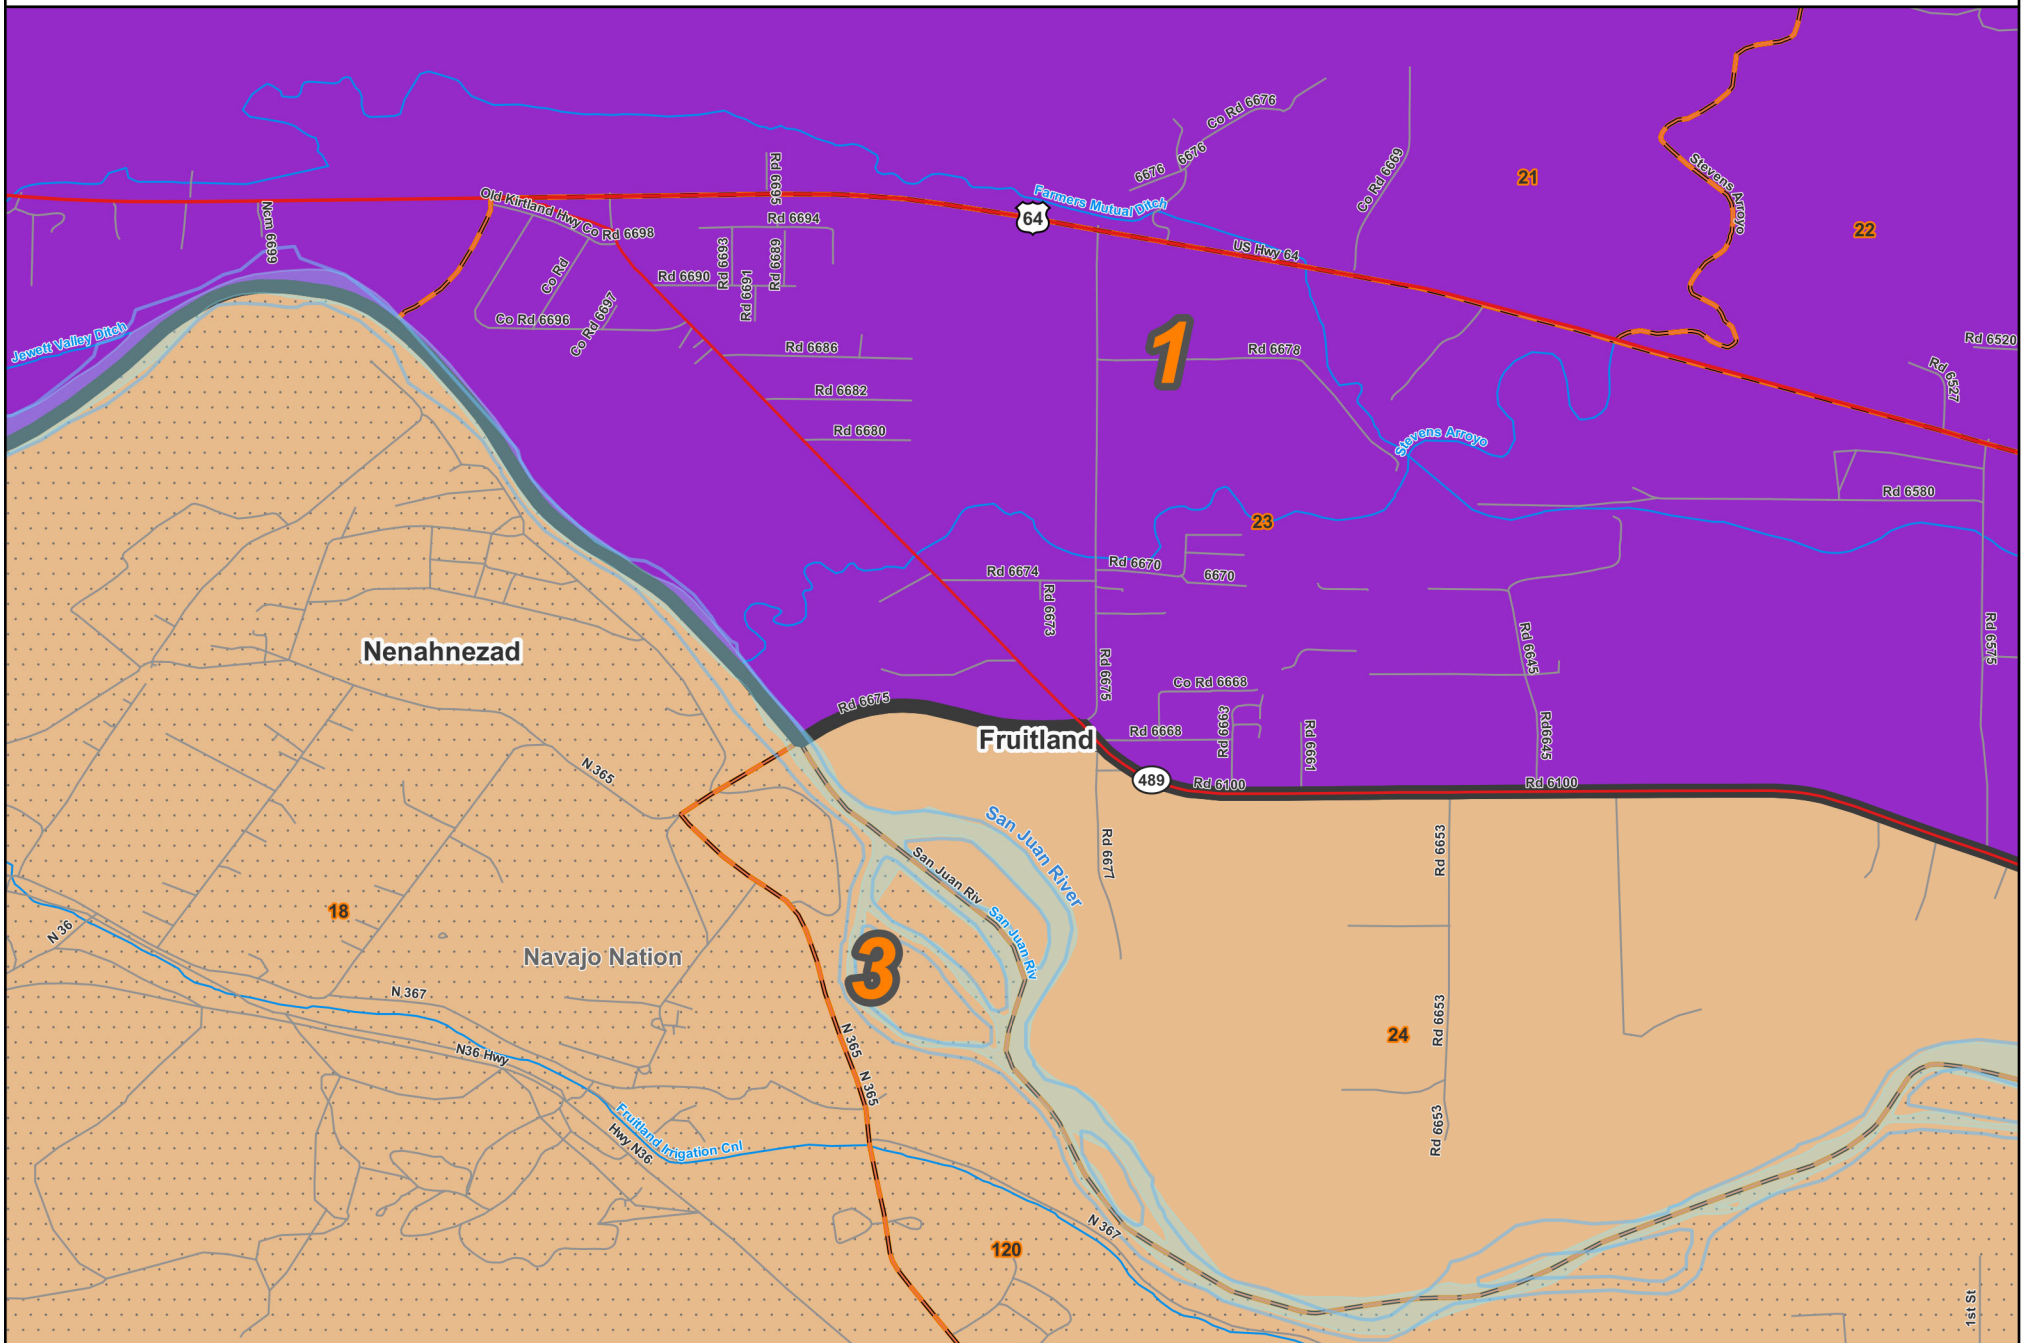 Co Rd 6676
6676
6676
Co Rd 6669
21
Stevens Arroyo
22
Rd 6695
Old Kirtland Hwy
Co Rd 6698
Rd 6694
64
Farmers Mutual Ditch
US Hwy 64
Ncm 6699
Rd 6693
Rd 6689
Rd 6690
Rd 6691
Co Rd
Co Rd 6696
Co Rd 6697
Jewett Valley Ditch
1
Rd 6686
Rd 6678
Rd 6520
Rd 6527
Rd 6682
Rd 6680
Stevens Arroyo
Rd 6580
23
Rd 6674
Rd 6670
6670
Rd 6673
Rd 6645
Rd 6575
Nenahnezad
Rd 6675
Co Rd 6668
Rd 6675
Fruitland
Rd 6668
Rd 6663
Rd 6661
Rd6645
489
Rd 6100
Rd 6100
N 365
San Juan River
Rd 6677
Rd 6653
San Juan Riv
San Juan Riv
18
N 36
Navajo Nation
3
N 367
Rd 6653
24
N 365
N36 Hwy
N 365
Fruitland Irrigation Cnl
Hwy N36
Rd 6653
N 367
120
1st St